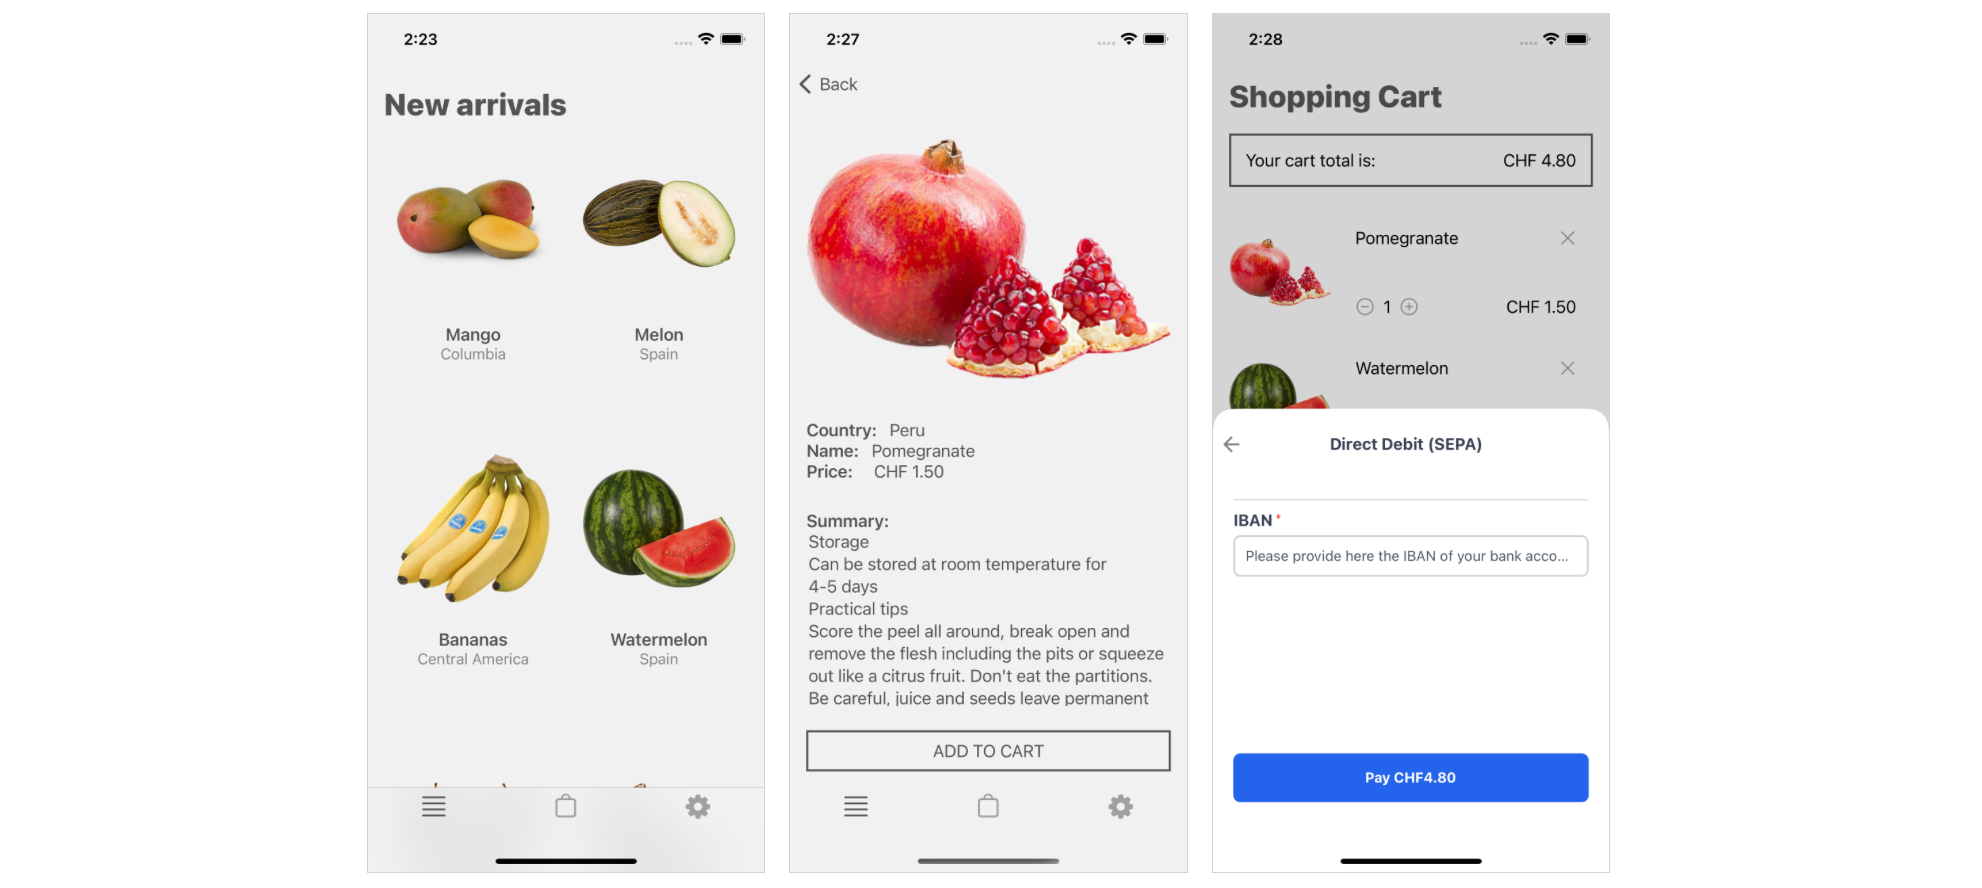 2:23
New arrivals
Mango
Columbia
Melon
Spain
Bananas
Central America
Watermelon
Spain
2:27
Back
Country: Peru
Name: Pomegranate
Price: CHF 1.50
Summary:
Storage
Can be stored at room temperature for
4-5 days
Practical tips
Score the peel all around, break open and
remove the flesh including the pits or squeeze
out like a citrus fruit. Don't eat the partitions.
Be careful, juice and seeds leave permanent
ADD TO CART
2:28
Shopping Cart
Your cart total is: CHF 4.80
Pomegranate
1 CHF 1.50
Watermelon
Direct Debit (SEPA)
IBAN *
Please provide here the IBAN of your bank acco...
Pay CHF4.80